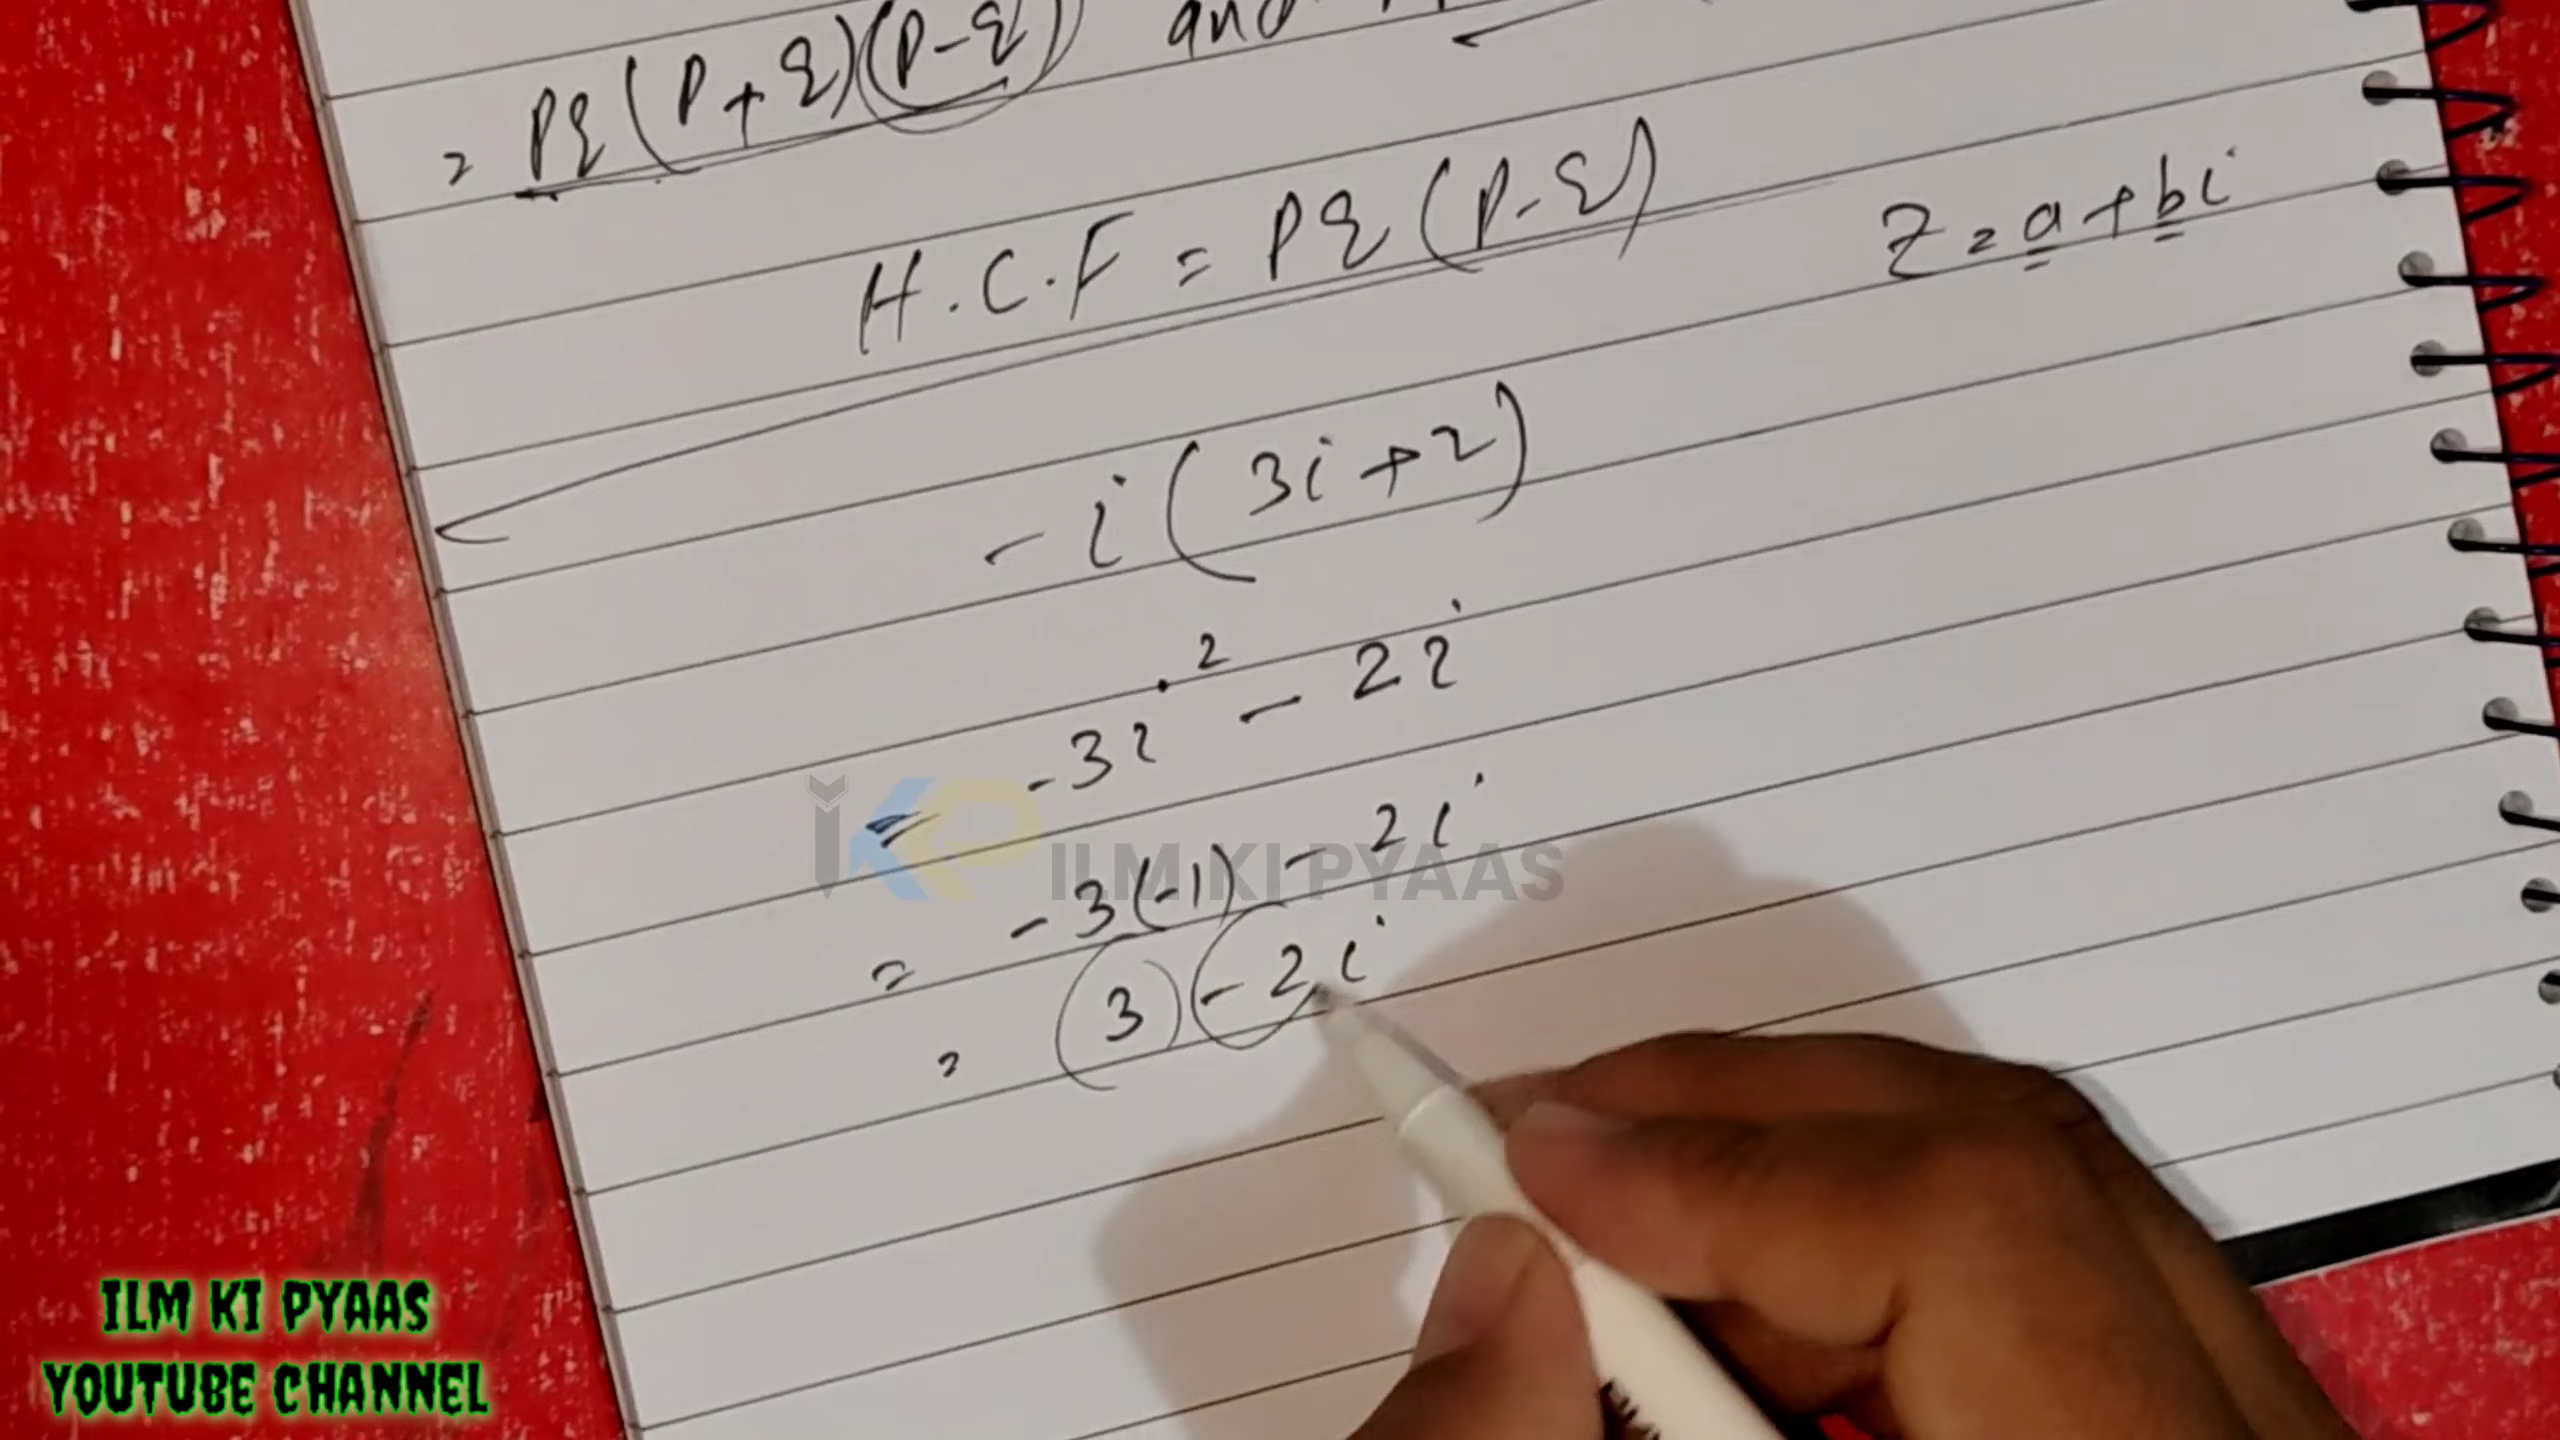 = Pq(P+q)(P-q) and
H.C.F = Pq(P-q)
Z = a+bi
-i(3i+2)
= -3i² - 2i
= -3(-1) - 2i
= 3 - 2i
IKP ILM KI PYAAS
ILM KI PYAAS
YOUTUBE CHANNEL